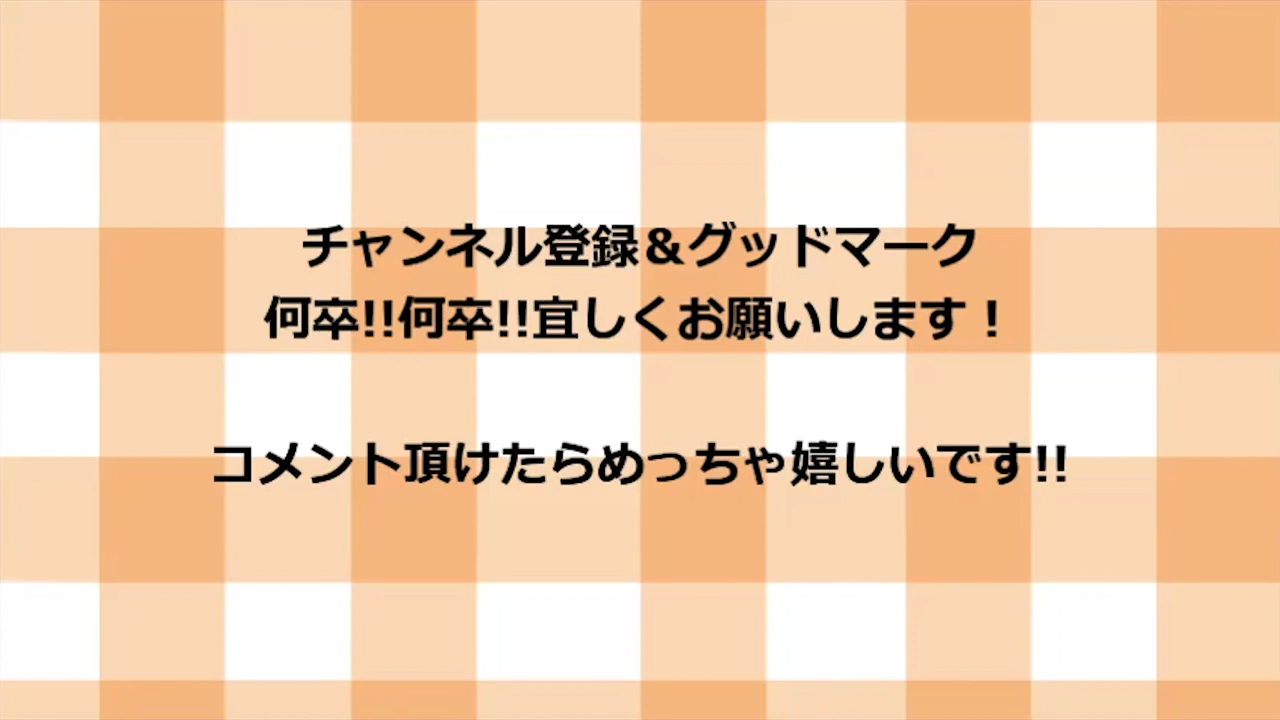 チャンネル登録＆グッドマーク
何卒!!何卒!!宜しくお願いします！
コメント頂けたらめっちゃ嬉しいです!!